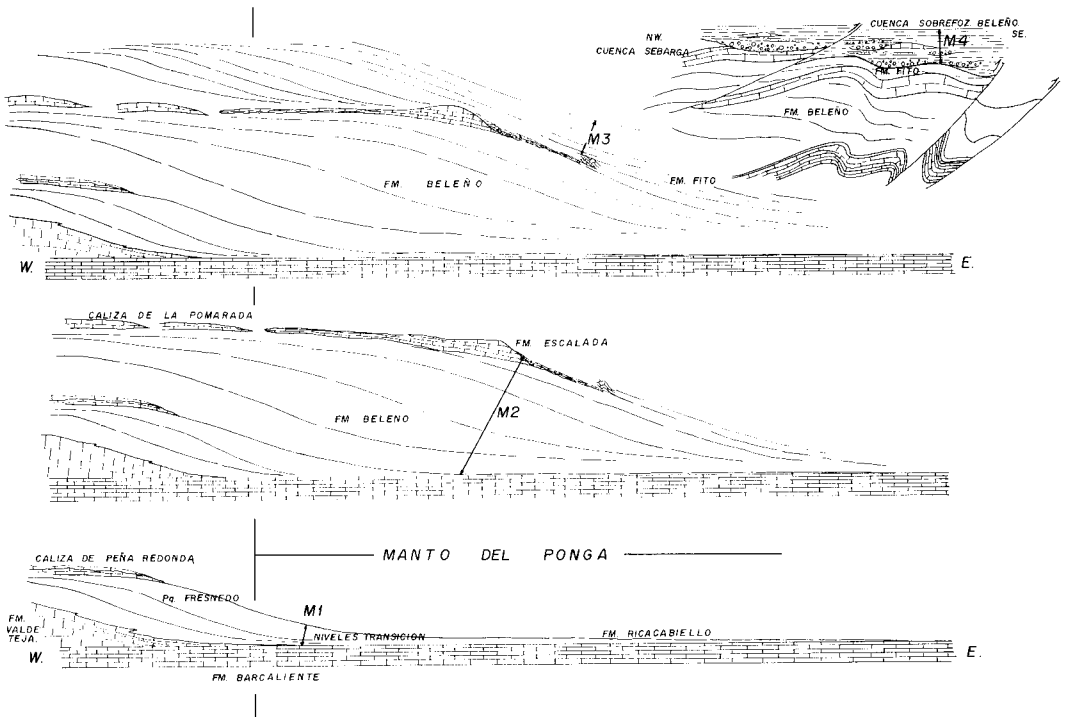 CUENCA SOBREFOZ BELEÑO
NW.
SE.
CUENCA SEBARGA
M4
FM. FITO
FM. BELEÑO
M3
FM. BELEÑO
FM. FITO
W.
E.
CALIZA DE LA POMARADA
FM. ESCALADA
M2
FM BELEÑO
MANTO DEL PONGA
CALIZA DE PEÑA REDONDA
Pq. FRESNEDO
M1
FM.
VALDE
TEJA.
NIVELES TRANSICION
FM. RICACABIELLO
W.
E.
FM. BARCALIENTE